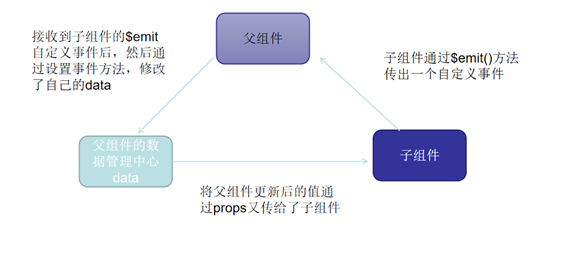 接收到子组件的$emit
自定义事件后，然后通
过设置事件方法，修改
了自己的data
父组件
子组件通过$emit()方法
传出一个自定义事件
父组件的数
据管理中心
data
子组件
将父组件更新后的值通
过props又传给了子组件